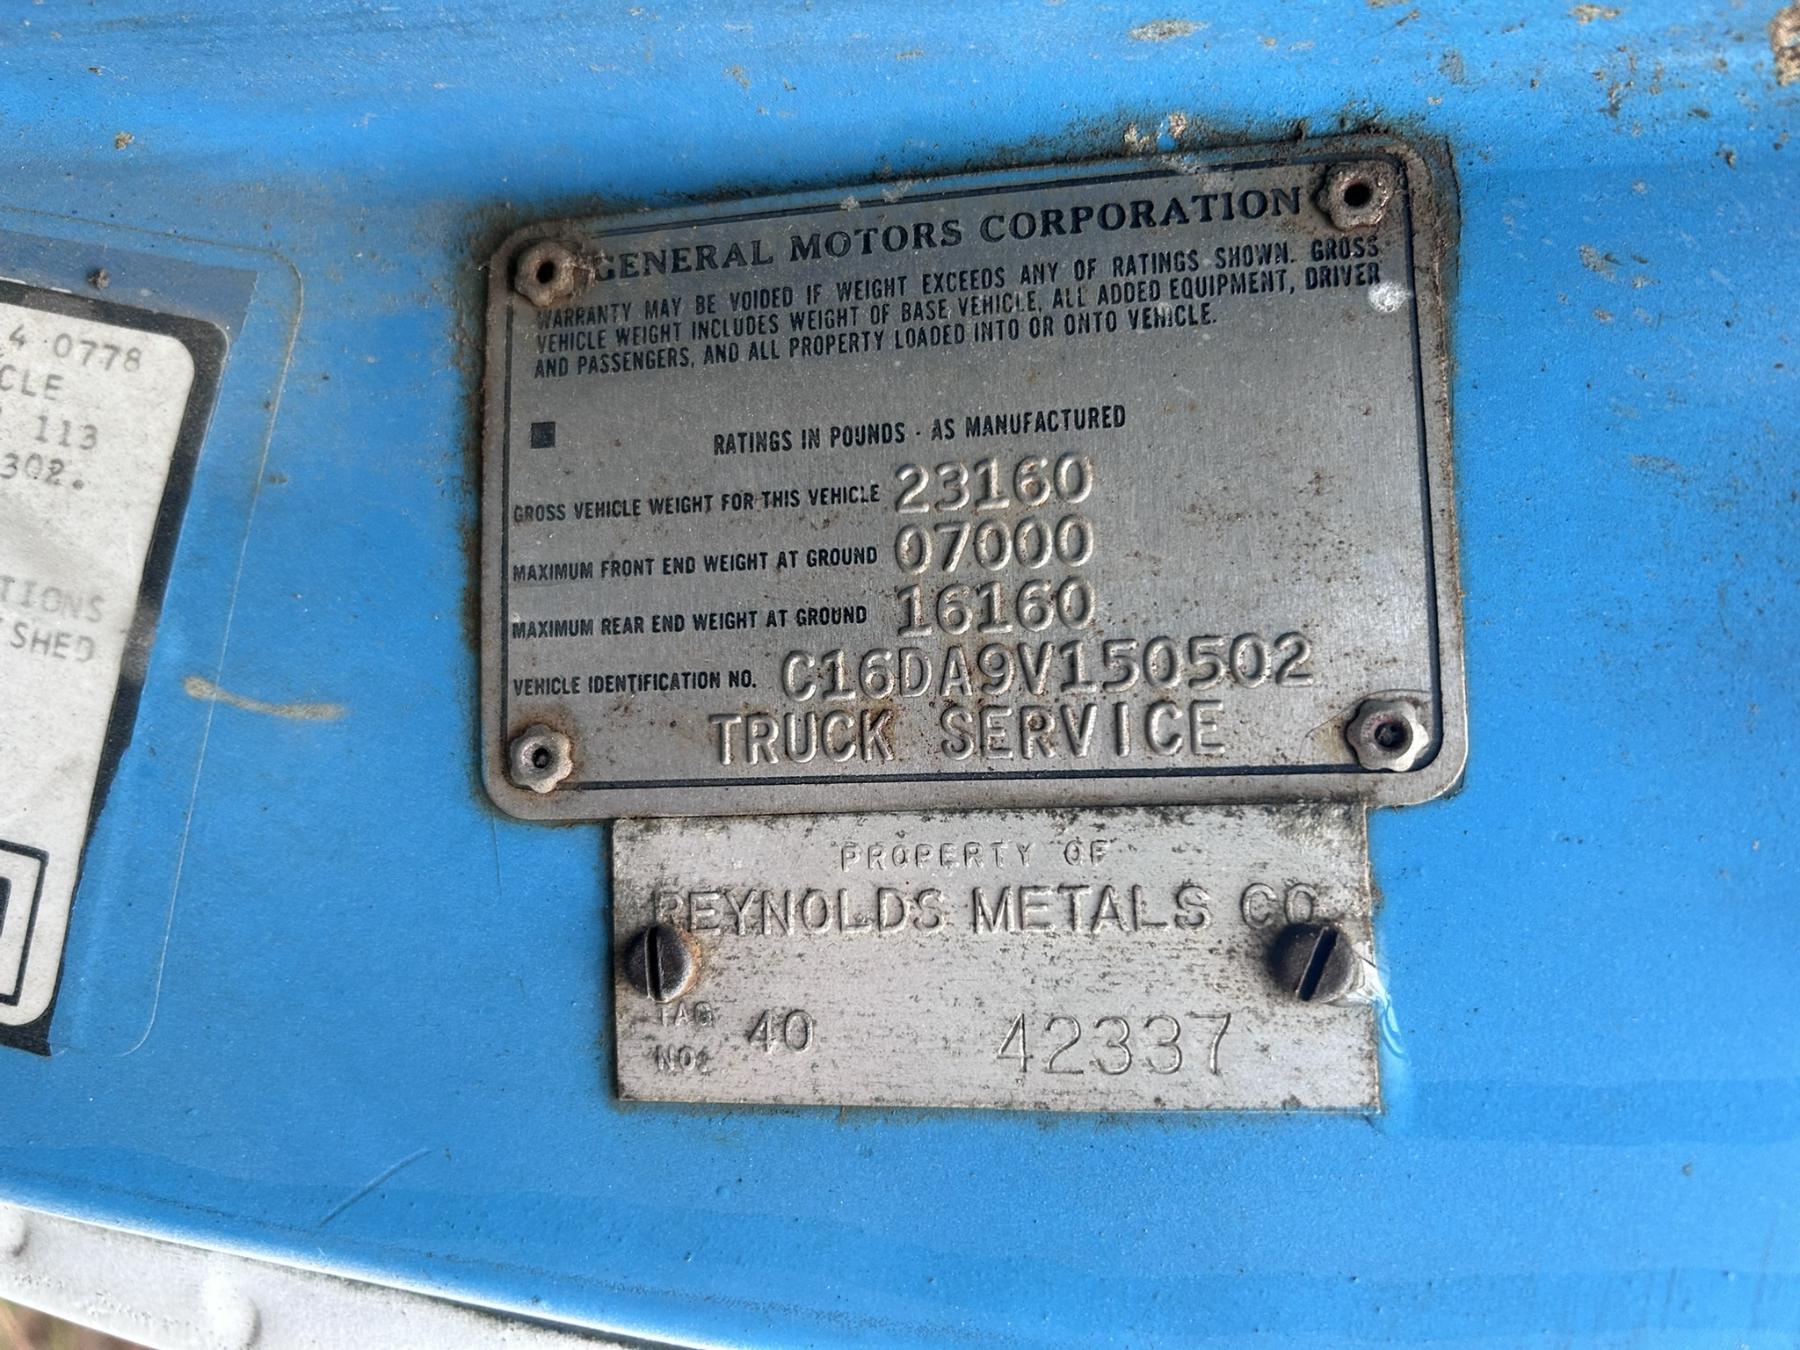 4 0778
CLE
113
302.
TIONS
SHED
GENERAL MOTORS CORPORATION
WARRANTY MAY BE VOIDED IF WEIGHT EXCEEDS ANY OF RATINGS SHOWN. GROSS
VEHICLE WEIGHT INCLUDES WEIGHT OF BASE VEHICLE, ALL ADDED EQUIPMENT, DRIVER
AND PASSENGERS, AND ALL PROPERTY LOADED INTO OR ONTO VEHICLE.
RATINGS IN POUNDS - AS MANUFACTURED
GROSS VEHICLE WEIGHT FOR THIS VEHICLE 23160
MAXIMUM FRONT END WEIGHT AT GROUND 07000
MAXIMUM REAR END WEIGHT AT GROUND 16160
VEHICLE IDENTIFICATION NO. C16DA9V150502
TRUCK SERVICE
PROPERTY OF
REYNOLDS METALS CO.
TAG NO: 40 42337